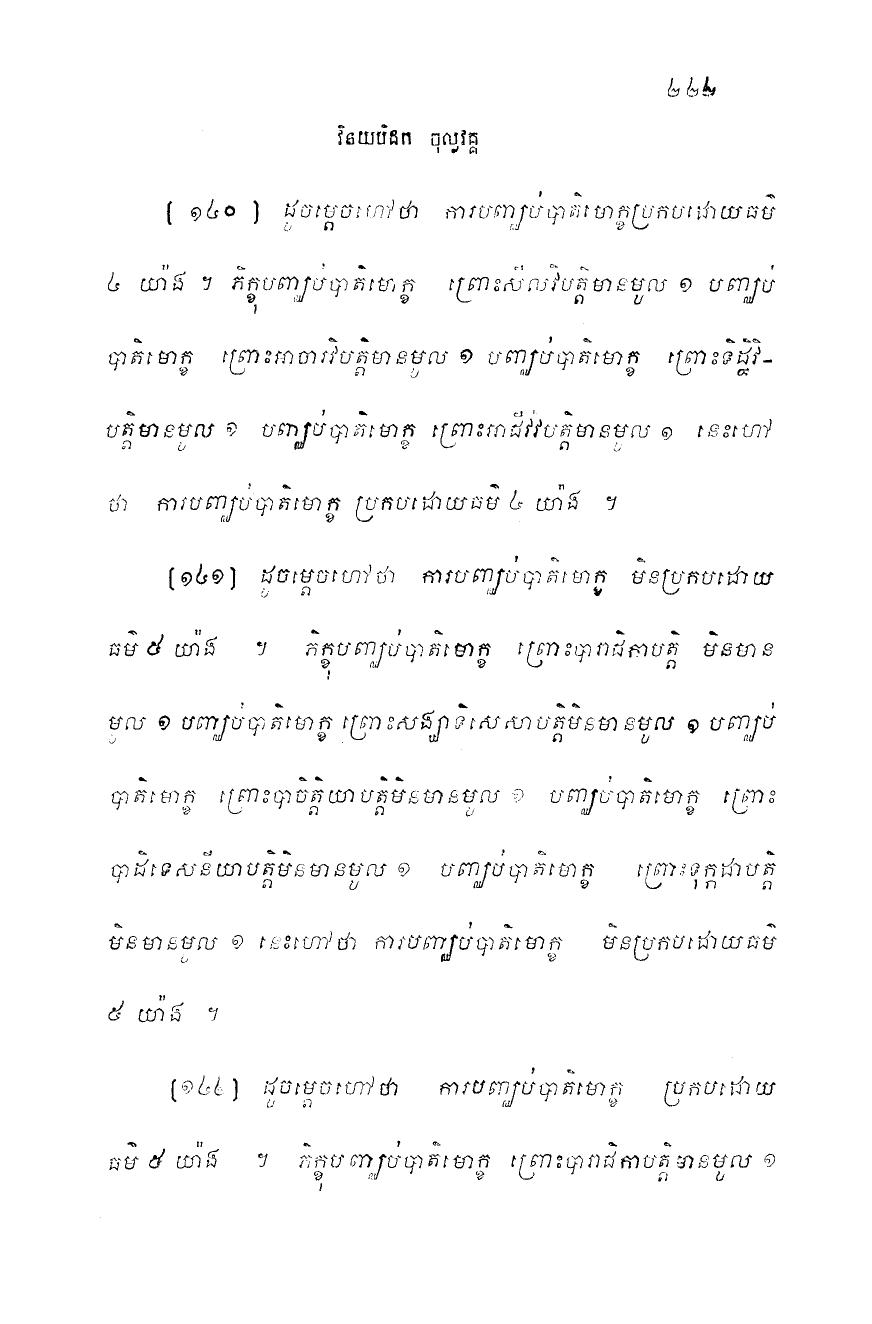 វិនយបិដក ចុល្លវគ្គ
[ ១៤០ ] ដូចម្តេចហៅថា ការបញ្ឈប់បាតិមោក្ខប្រកបដោយធម៌
៤ យ៉ាង ។ ភិក្ខុបញ្ឈប់បាតិមោក្ខ ព្រោះសីលវិបត្តិមានមូល ១ បញ្ឈប់
បាតិមោក្ខ ព្រោះអាចារវិបត្តិមានមូល ១ បញ្ឈប់បាតិមោក្ខ ព្រោះទិដ្ឋិវិ-
បត្តិមានមូល ១ បញ្ឈប់បាតិមោក្ខ ព្រោះអាជីវវិបត្តិមានមូល ១ នេះហៅ
ថា ការបញ្ឈប់បាតិមោក្ខ ប្រកបដោយធម៌ ៤ យ៉ាង ។
[១៤១] ដូចម្តេចហៅថា ការបញ្ឈប់បាតិមោក្ខ មិនប្រកបដោយ
ធម៌ ៥ យ៉ាង ។ ភិក្ខុបញ្ឈប់បាតិមោក្ខ ព្រោះបារាជិកាបត្តិ មិនមាន
មូល ១ បញ្ឈប់បាតិមោក្ខ ព្រោះសង្ឃាទិសេសាបត្តិមិនមានមូល ១ បញ្ឈប់
បាតិមោក្ខ ព្រោះបាចិត្តិយាបត្តិមិនមានមូល ១ បញ្ឈប់បាតិមោក្ខ ព្រោះ
បាដិទេសនីយាបត្តិមិនមានមូល ១ បញ្ឈប់បាតិមោក្ខ ព្រោះទុក្កដាបត្តិ
មិនមានមូល ១ នេះហៅថា ការបញ្ឈប់បាតិមោក្ខ មិនប្រកបដោយធម៌
៥ យ៉ាង ។
[១៤២] ដូចម្តេចហៅថា ការបញ្ឈប់បាតិមោក្ខ ប្រកបដោយ
ធម៌ ៥ យ៉ាង ។ ភិក្ខុបញ្ឈប់បាតិមោក្ខ ព្រោះបារាជិកាបត្តិមានមូល ១